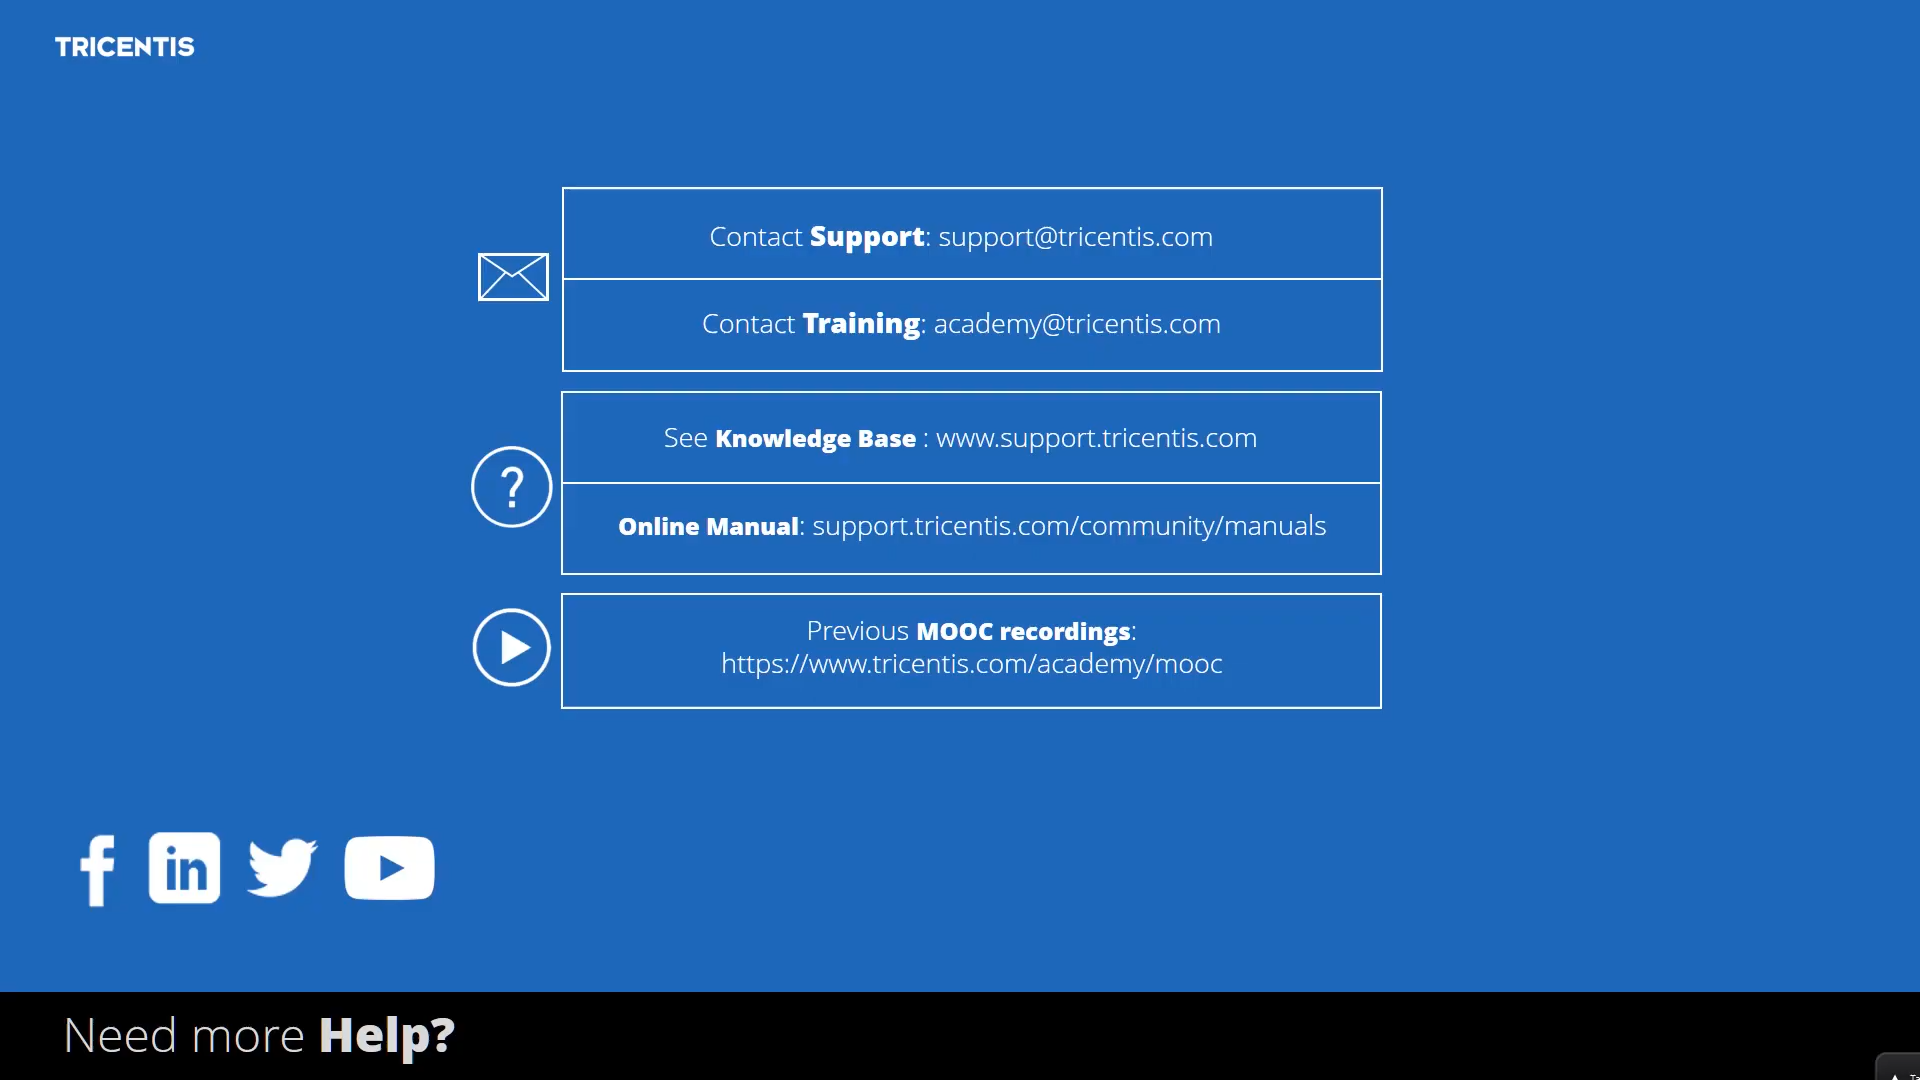 TRICENTIS
Contact Support: support@tricentis.com
Contact Training: academy@tricentis.com
See Knowledge Base : www.support.tricentis.com
?
Online Manual: support.tricentis.com/community/manuals
Previous MOOC recordings:
https://www.tricentis.com/academy/mooc
f in
Need more Help?